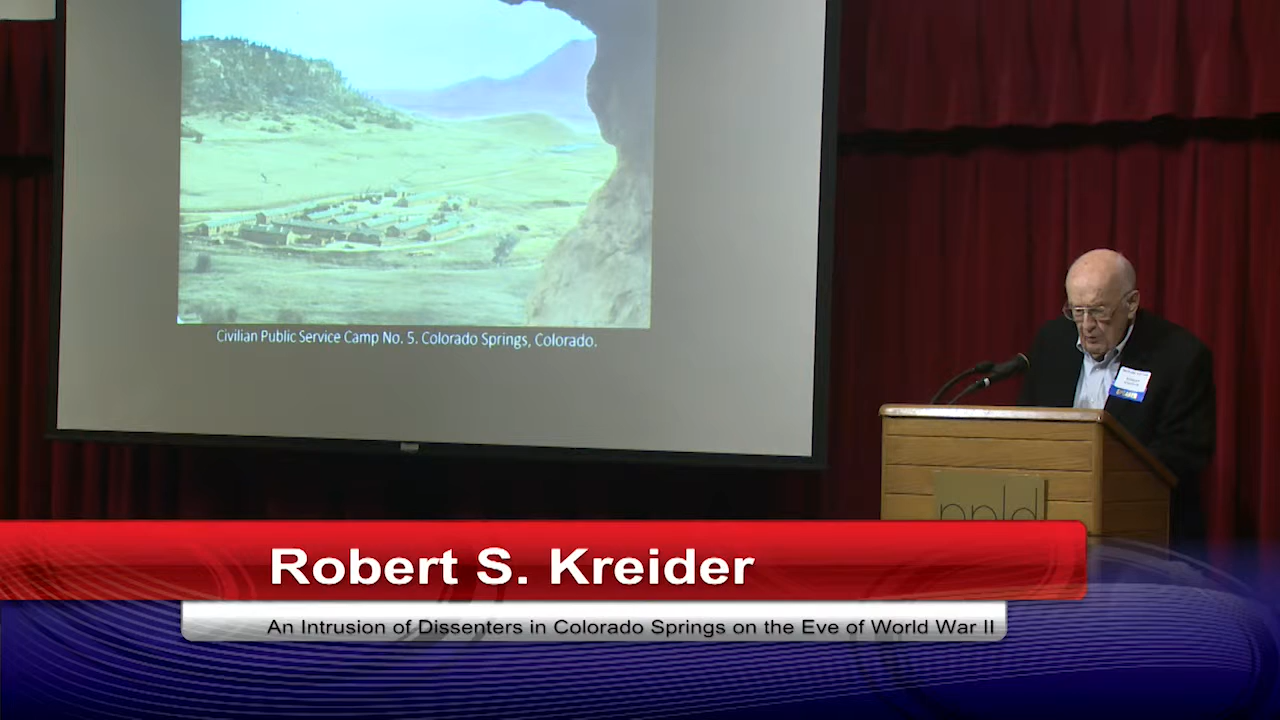 Civilian Public Service Camp No. 5. Colorado Springs, Colorado.
ppld
Robert S. Kreider
An Intrusion of Dissenters in Colorado Springs on the Eve of World War II